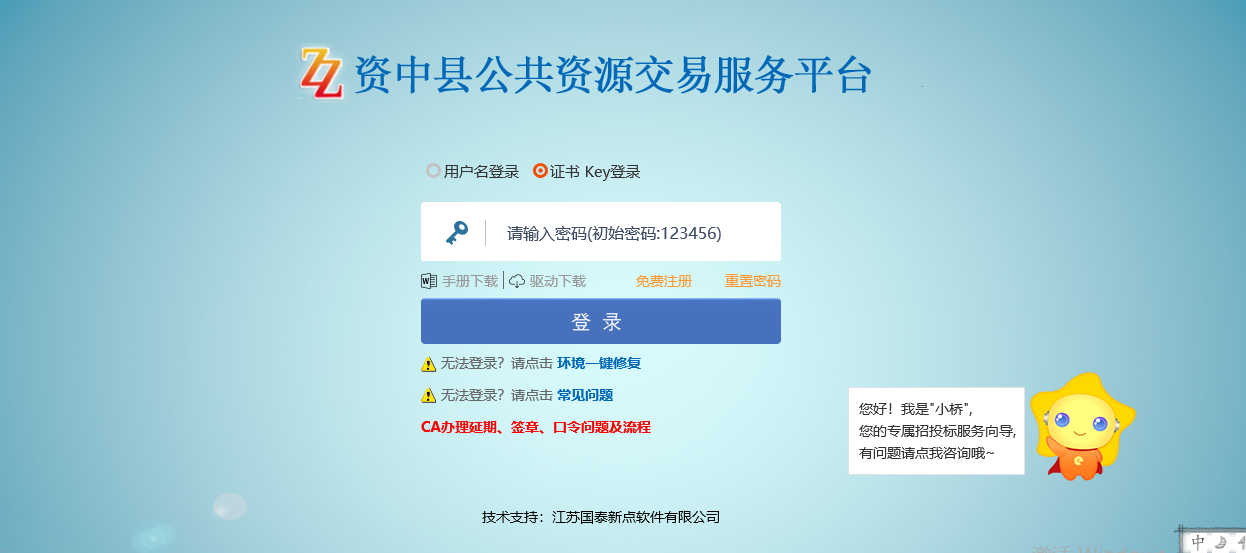 资中县公共资源交易服务平台
用户名登录 证书 Key登录
请输入密码(初始密码:123456)
手册下载 驱动下载 免费注册 重置密码
登 录
无法登录？请点击 环境一键修复
无法登录？请点击 常见问题
CA办理延期、签章、口令问题及流程
您好！我是"小桥",
您的专属招投标服务向导,
有问题请点我咨询哦~
技术支持：江苏国泰新点软件有限公司
中